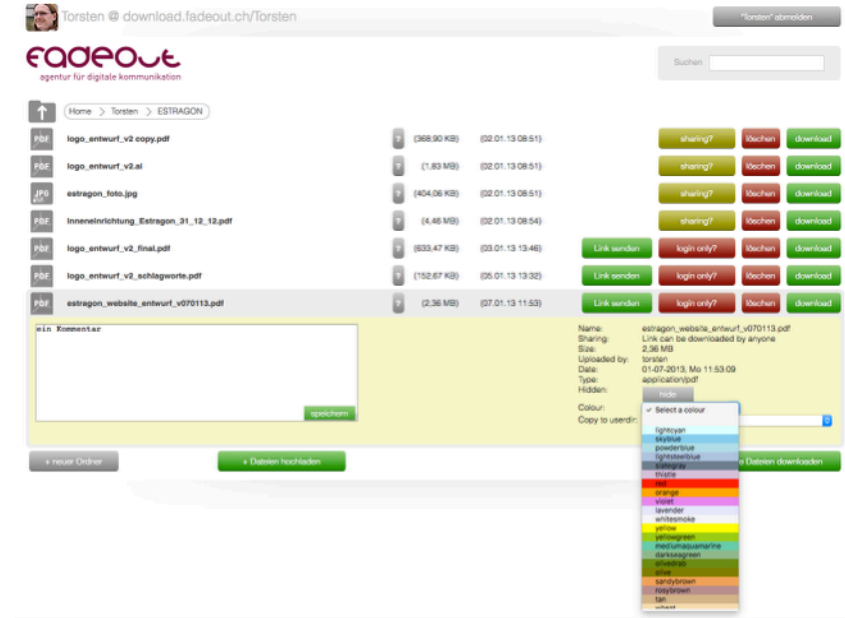 Torsten @ download.fadeout.ch/Torsten
"Torsten" abmelden
Fadeout
agentur für digitale kommunikation
Suchen
Home > Torsten > ESTRAGON
PDF logo_entwurf_v2 copy.pdf ? (368,90 KB) (02.01.13 08:51) sharing? löschen download
PDF logo_entwurf_v2.ai ? (1,83 MB) (02.01.13 08:51) sharing? löschen download
JPG estragon_foto.jpg ? (404,06 KB) (02.01.13 08:51) sharing? löschen download
PDF Inneneinrichtung_Estragon_31_12_12.pdf ? (4,46 MB) (02.01.13 08:54) sharing? löschen download
PDF logo_entwurf_v2_final.pdf ? (633,47 KB) (03.01.13 13:46) Link senden login only? löschen download
PDF logo_entwurf_v2_schlagworte.pdf ? (152,67 KB) (05.01.13 13:32) Link senden login only? löschen download
PDF estragon_website_entwurf_v070113.pdf ? (2,36 MB) (07.01.13 11:53) Link senden login only? löschen download
ein Kommentar
speichern
Name: estragon_website_entwurf_v070113.pdf
Sharing: Link can be downloaded by anyone
Size: 2,36 MB
Uploaded by: torsten
Date: 01-07-2013, Mo 11:53:09
Type: application/pdf
Hidden: hide
Colour: ✓ Select a colour
Copy to userdir:
lightcyan
skyblue
powderblue
lightsteelblue
slategray
thistle
red
orange
violet
lavender
whitesmoke
yellow
yellowgreen
mediumaquamarine
darkseagreen
olivedrab
olive
sandybrown
rosybrown
tan
wheat
+ neuer Ordner
+ Dateien hochladen
e Dateien downloaden